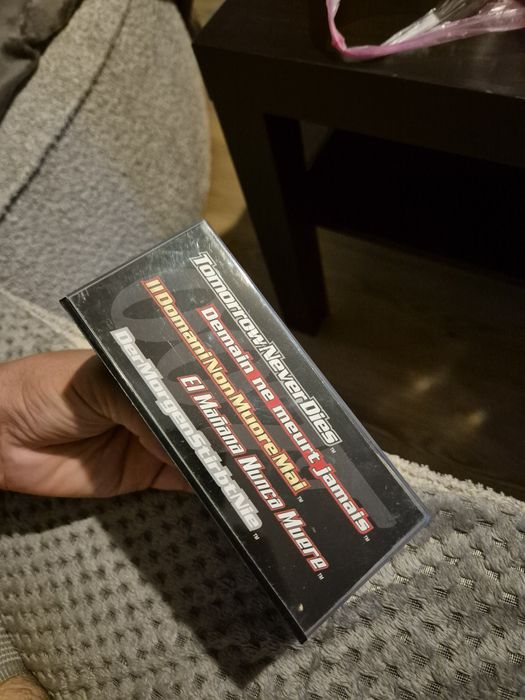 TomorrowNeverDies™
Demain ne meurt jamais™
IlDomaniNonMuoreMai™
El Mañana Nunca Muere™
DerMorgenStirbtNie™